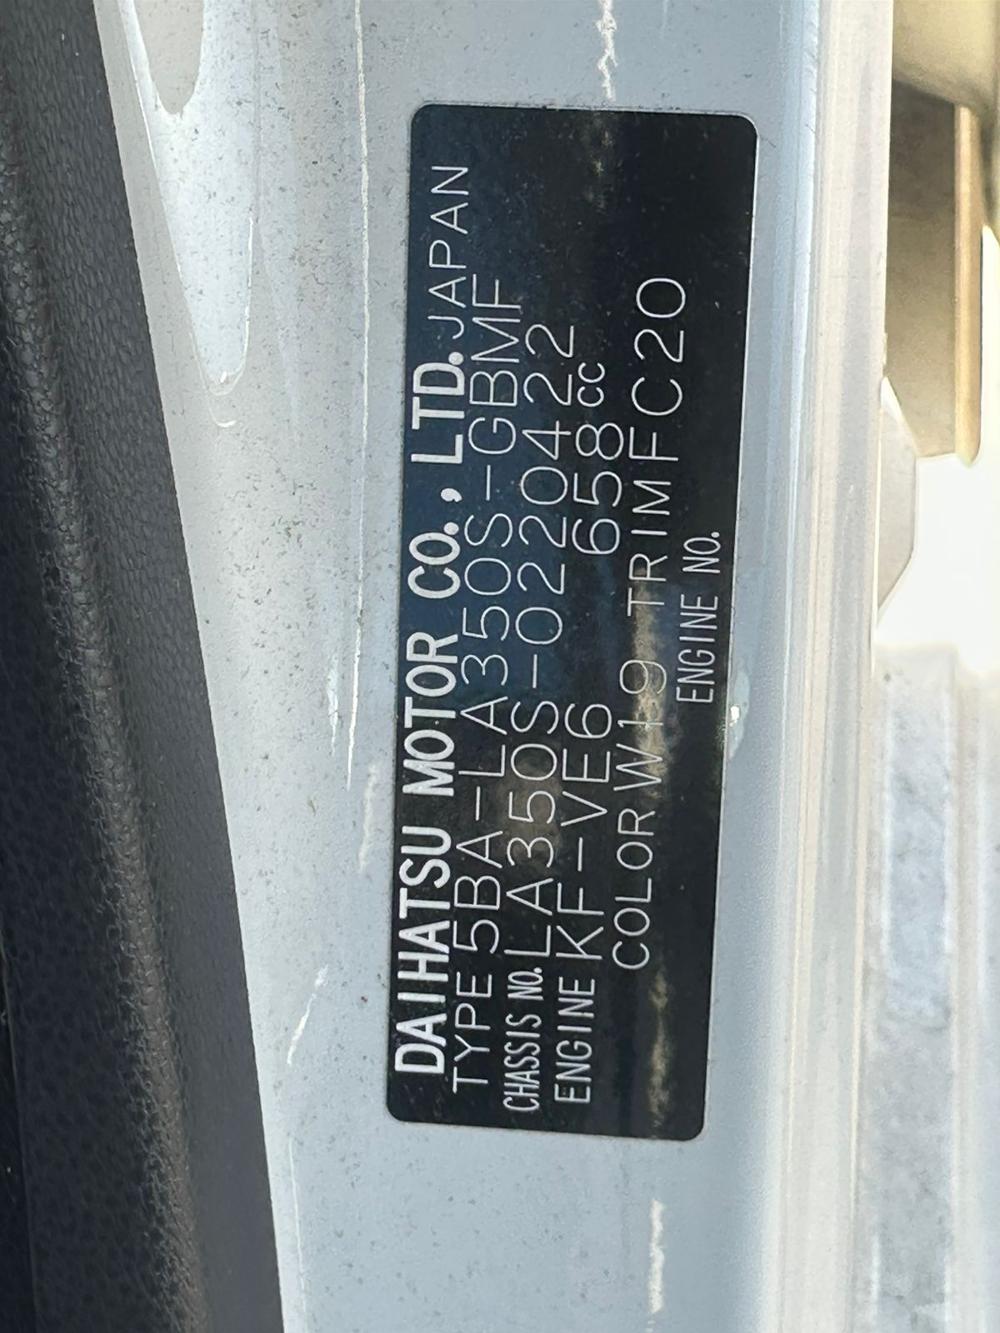 DAIHATSU MOTOR CO., LTD. JAPAN
TYPE 5BA-LA350S-GBMF
CHASSIS NO. LA350S-0220422
ENGINE KF-VE6 658cc
COLOR W19 TRIM FC20
ENGINE NO.